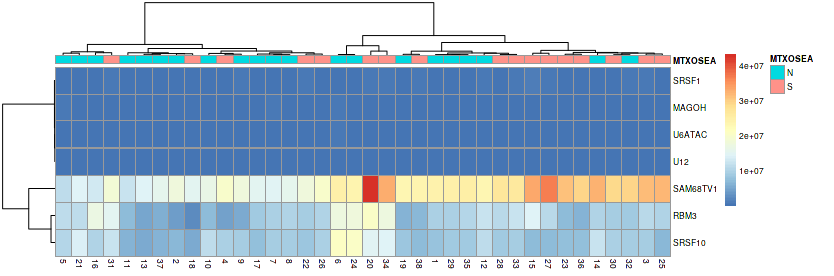 MTXOSEA
SRSF1
MAGOH
U6ATAC
U12
SAM68TV1
RBM3
SRSF10
5 21 16 31 11 13 37 2 18 10 4 9 17 7 8 22 26 6 24 20 34 19 38 1 29 35 12 28 33 15 27 23 36 14 30 32 3 25
4e+07
3e+07
2e+07
1e+07
MTXOSEA
N
S